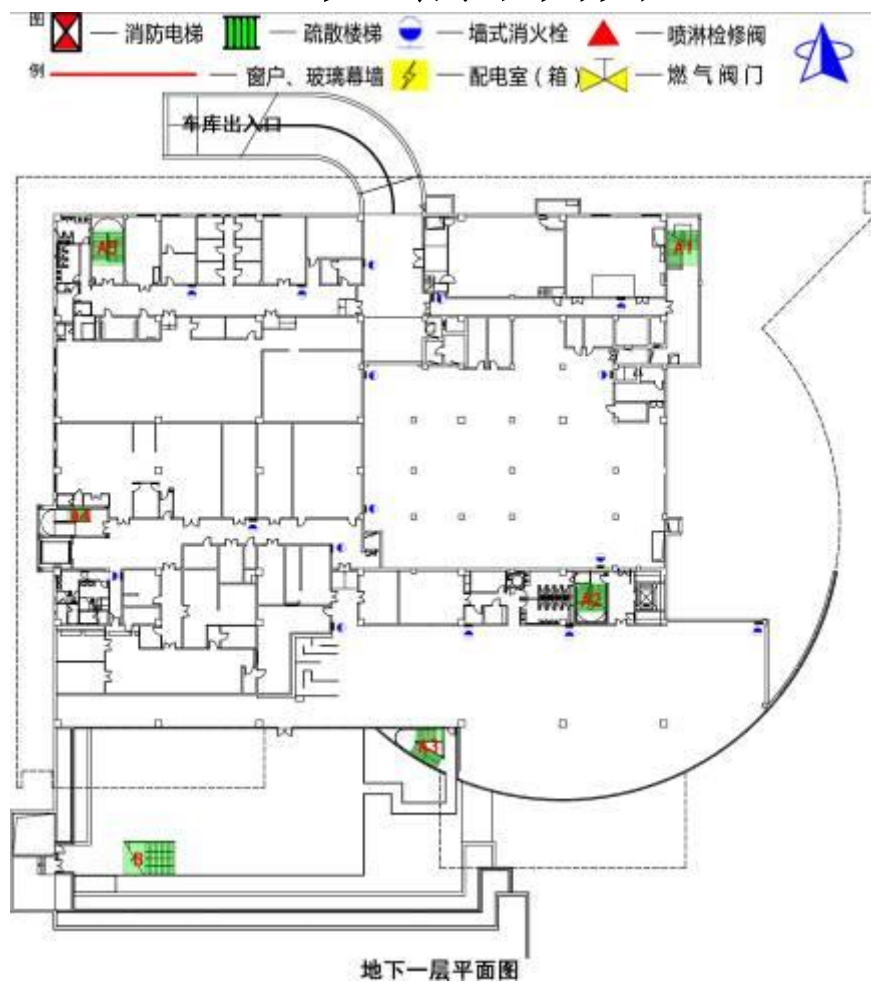 图 — 消防电梯 — 疏散楼梯 — 墙式消火栓 — 喷淋检修阀
例 — 窗户、玻璃幕墙 — 配电室（箱） — 燃气阀门
车库出入口
A5
A1
A4
A2
A3
B
地下一层平面图